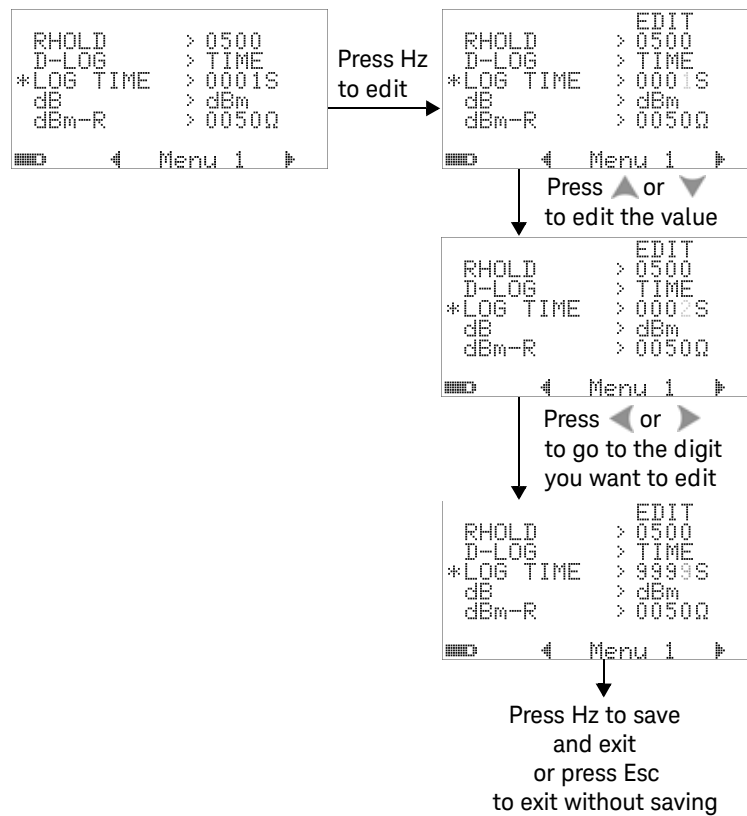 RHOLD > 0500
D-LOG > TIME
*LOG TIME > 0001S
dB > dBm
dBm-R > 0050Ω
Menu 1
Press Hz
to edit
EDIT
RHOLD > 0500
D-LOG > TIME
*LOG TIME > 0001S
dB > dBm
dBm-R > 0050Ω
Menu 1
Press ▲ or ▼
to edit the value
EDIT
RHOLD > 0500
D-LOG > TIME
*LOG TIME > 0002S
dB > dBm
dBm-R > 0050Ω
Menu 1
Press ◀ or ▶
to go to the digit
you want to edit
EDIT
RHOLD > 0500
D-LOG > TIME
*LOG TIME > 9999S
dB > dBm
dBm-R > 0050Ω
Menu 1
Press Hz to save
and exit
or press Esc
to exit without saving